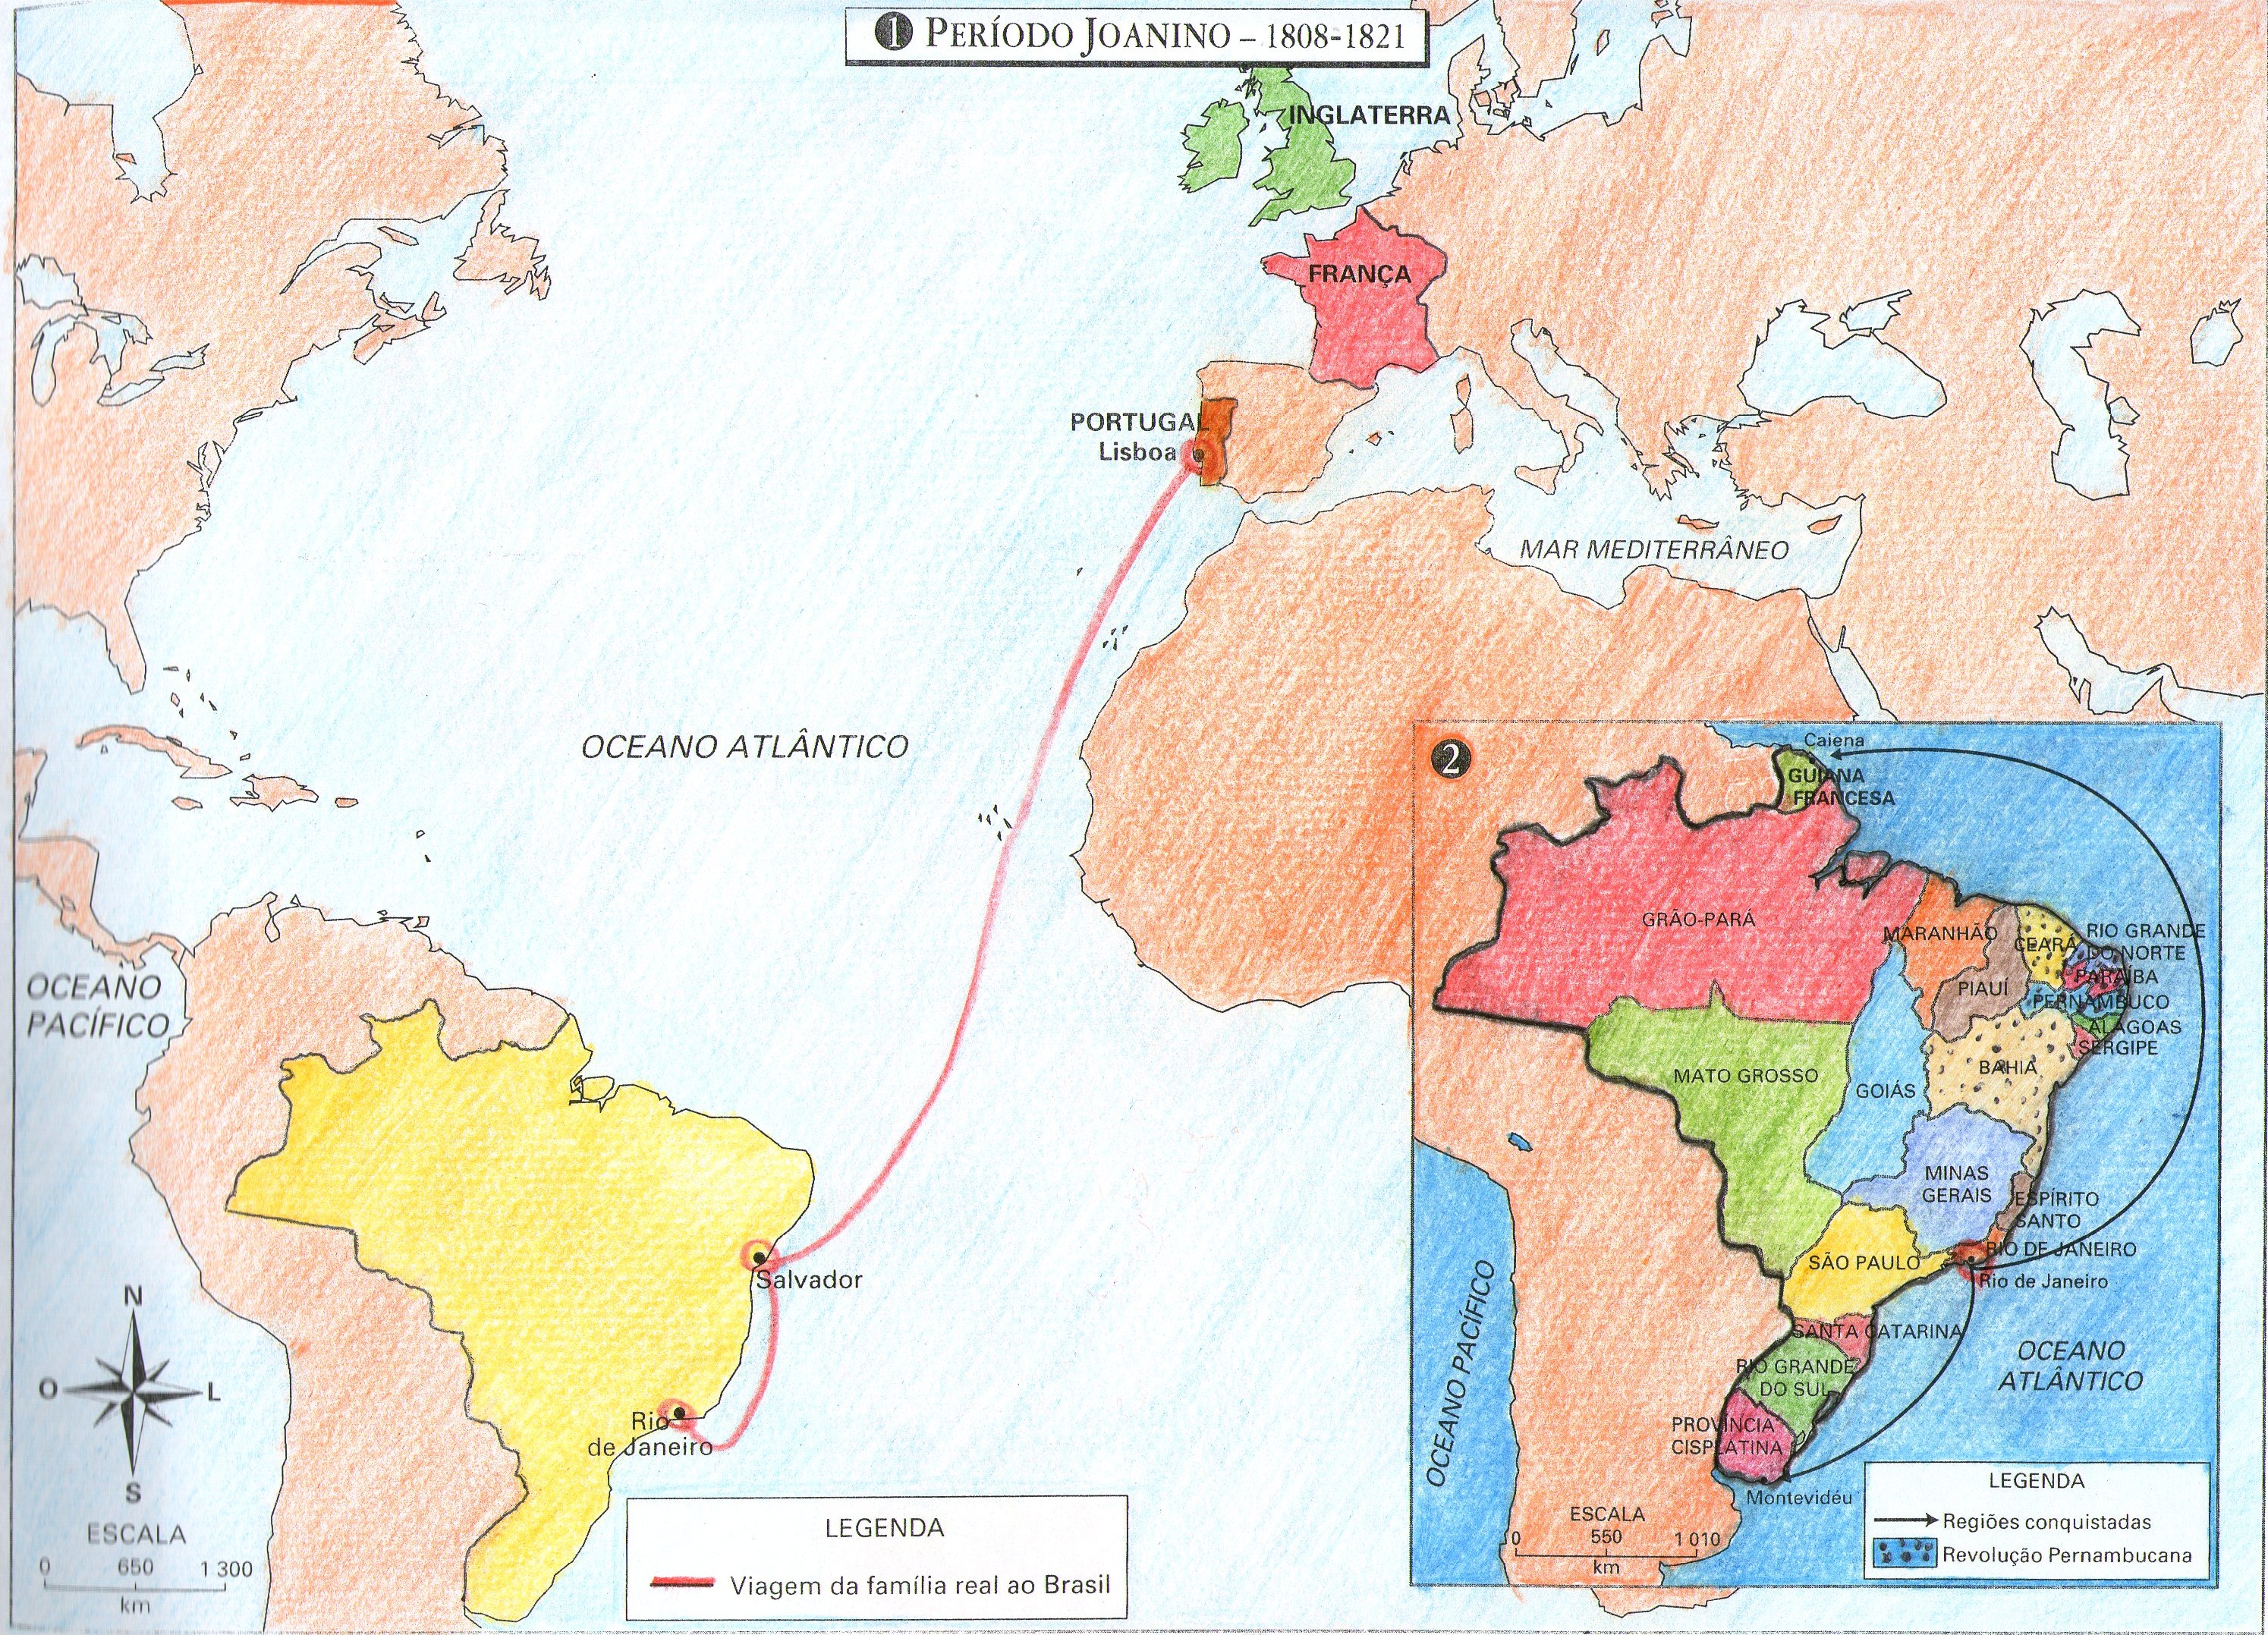 1 PERÍODO JOANINO – 1808-1821
INGLATERRA
FRANÇA
PORTUGAL
Lisboa
MAR MEDITERRÂNEO
OCEANO ATLÂNTICO
OCEANO
PACÍFICO
Salvador
Rio
de Janeiro
N
O
L
S
ESCALA
0 650 1 300
km
LEGENDA
Viagem da família real ao Brasil
2
Caiena
GUIANA
FRANCESA
GRÃO-PARÁ
MARANHÃO
CEARÁ
RIO GRANDE
DO NORTE
PARAÍBA
PIAUÍ
PERNAMBUCO
ALAGOAS
SERGIPE
BAHIA
MATO GROSSO
GOIÁS
MINAS
GERAIS
ESPÍRITO
SANTO
RIO DE JANEIRO
Rio de Janeiro
SÃO PAULO
SANTA CATARINA
RIO GRANDE
DO SUL
PROVÍNCIA
CISPLATINA
Montevidéu
OCEANO PACÍFICO
OCEANO
ATLÂNTICO
ESCALA
0 550 1 010
km
LEGENDA
Regiões conquistadas
Revolução Pernambucana